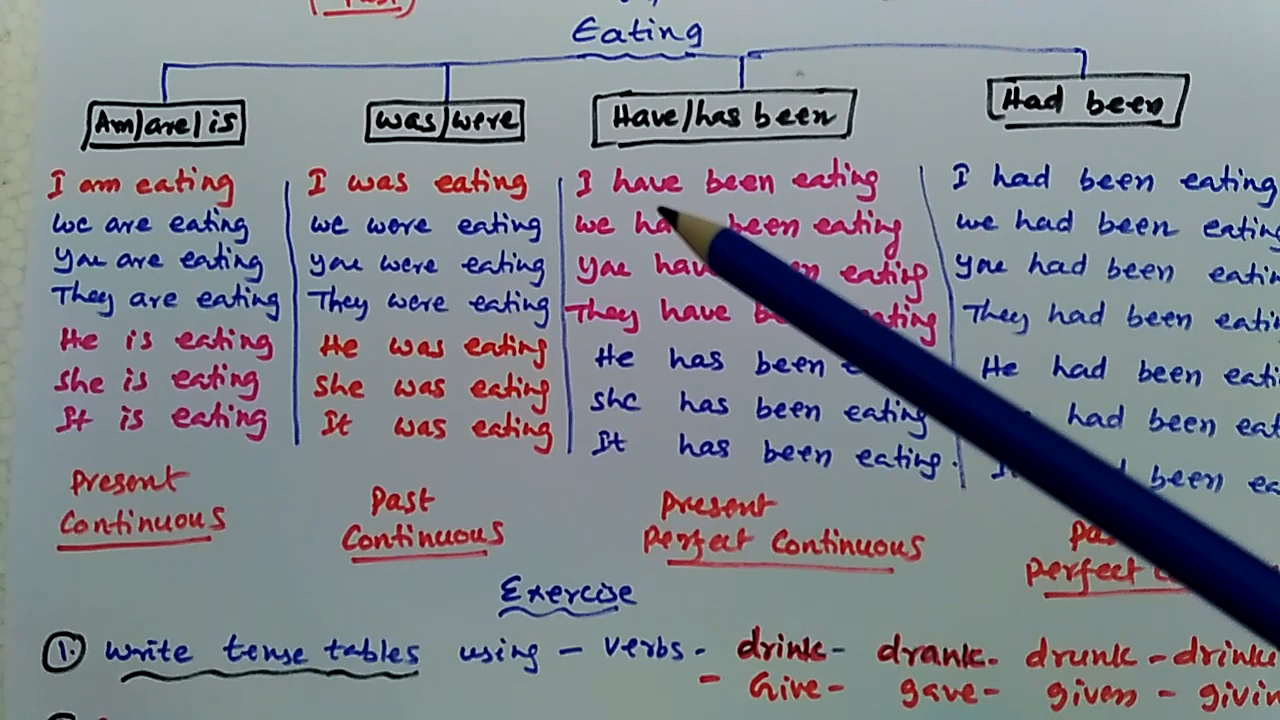 Eating
Am/are/is
was/were
Have/has been
Had been
I am eating
we are eating
you are eating
They are eating
He is eating
she is eating
It is eating
Present
Continuous
I was eating
we were eating
you were eating
They were eating
He was eating
she was eating
It was eating
Past
Continuous
I have been eating
we been eating
you eating
They have
He has been
she has been eating
It has been eating.
Present
Perfect Continuous
I had been eating
we had been eating
you had been
They had been
He had been
had been
been
Perfect
Exercise
1. write tense tables using - verbs - drink - drank - drunk -
- Give - gave - given -